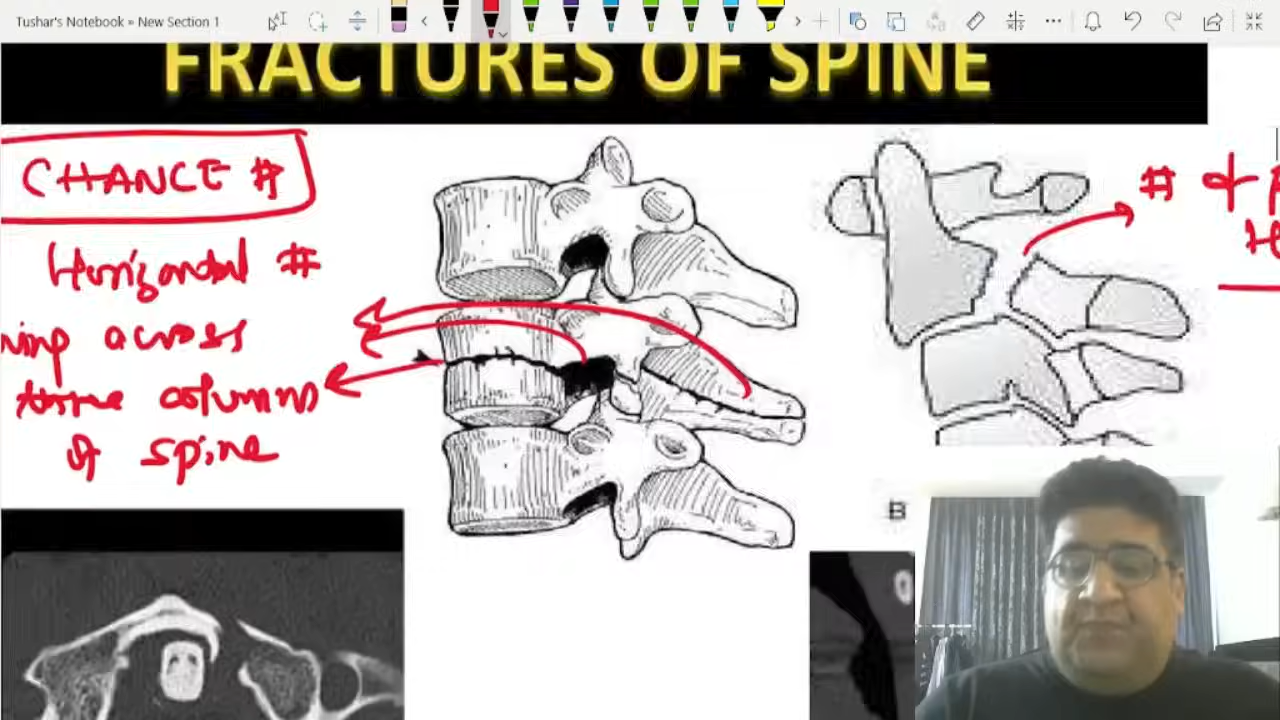 Tushar's Notebook » New Section 1
FRACTURES OF SPINE
CHANCE #
Horizontal #
across
three columns
of spine
# of
B